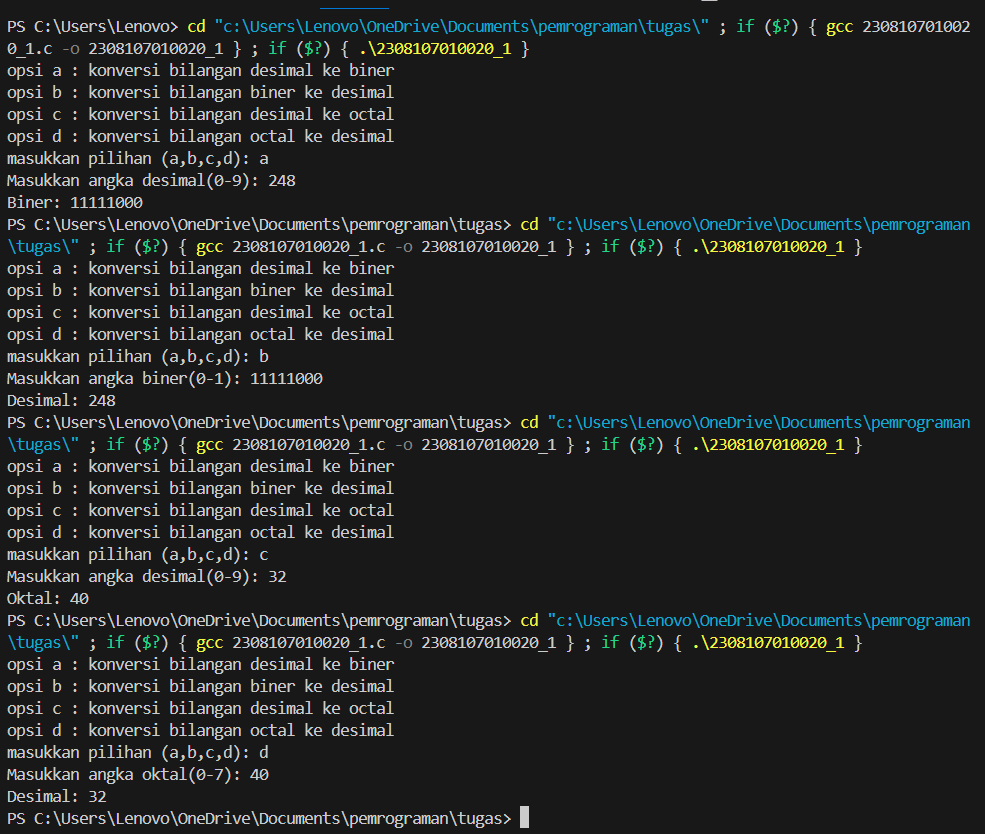 PS C:\Users\Lenovo> cd "c:\Users\Lenovo\OneDrive\Documents\pemrograman\tugas\" ; if ($?) { gcc 230810701002
0_1.c -o 2308107010020_1 } ; if ($?) { .\2308107010020_1 }
opsi a : konversi bilangan desimal ke biner
opsi b : konversi bilangan biner ke desimal
opsi c : konversi bilangan desimal ke octal
opsi d : konversi bilangan octal ke desimal
masukkan pilihan (a,b,c,d): a
Masukkan angka desimal(0-9): 248
Biner: 11111000
PS C:\Users\Lenovo\OneDrive\Documents\pemrograman\tugas> cd "c:\Users\Lenovo\OneDrive\Documents\pemrograman
\tugas\" ; if ($?) { gcc 2308107010020_1.c -o 2308107010020_1 } ; if ($?) { .\2308107010020_1 }
opsi a : konversi bilangan desimal ke biner
opsi b : konversi bilangan biner ke desimal
opsi c : konversi bilangan desimal ke octal
opsi d : konversi bilangan octal ke desimal
masukkan pilihan (a,b,c,d): b
Masukkan angka biner(0-1): 11111000
Desimal: 248
PS C:\Users\Lenovo\OneDrive\Documents\pemrograman\tugas> cd "c:\Users\Lenovo\OneDrive\Documents\pemrograman
\tugas\" ; if ($?) { gcc 2308107010020_1.c -o 2308107010020_1 } ; if ($?) { .\2308107010020_1 }
opsi a : konversi bilangan desimal ke biner
opsi b : konversi bilangan biner ke desimal
opsi c : konversi bilangan desimal ke octal
opsi d : konversi bilangan octal ke desimal
masukkan pilihan (a,b,c,d): c
Masukkan angka desimal(0-9): 32
Oktal: 40
PS C:\Users\Lenovo\OneDrive\Documents\pemrograman\tugas> cd "c:\Users\Lenovo\OneDrive\Documents\pemrograman
\tugas\" ; if ($?) { gcc 2308107010020_1.c -o 2308107010020_1 } ; if ($?) { .\2308107010020_1 }
opsi a : konversi bilangan desimal ke biner
opsi b : konversi bilangan biner ke desimal
opsi c : konversi bilangan desimal ke octal
opsi d : konversi bilangan octal ke desimal
masukkan pilihan (a,b,c,d): d
Masukkan angka oktal(0-7): 40
Desimal: 32
PS C:\Users\Lenovo\OneDrive\Documents\pemrograman\tugas>